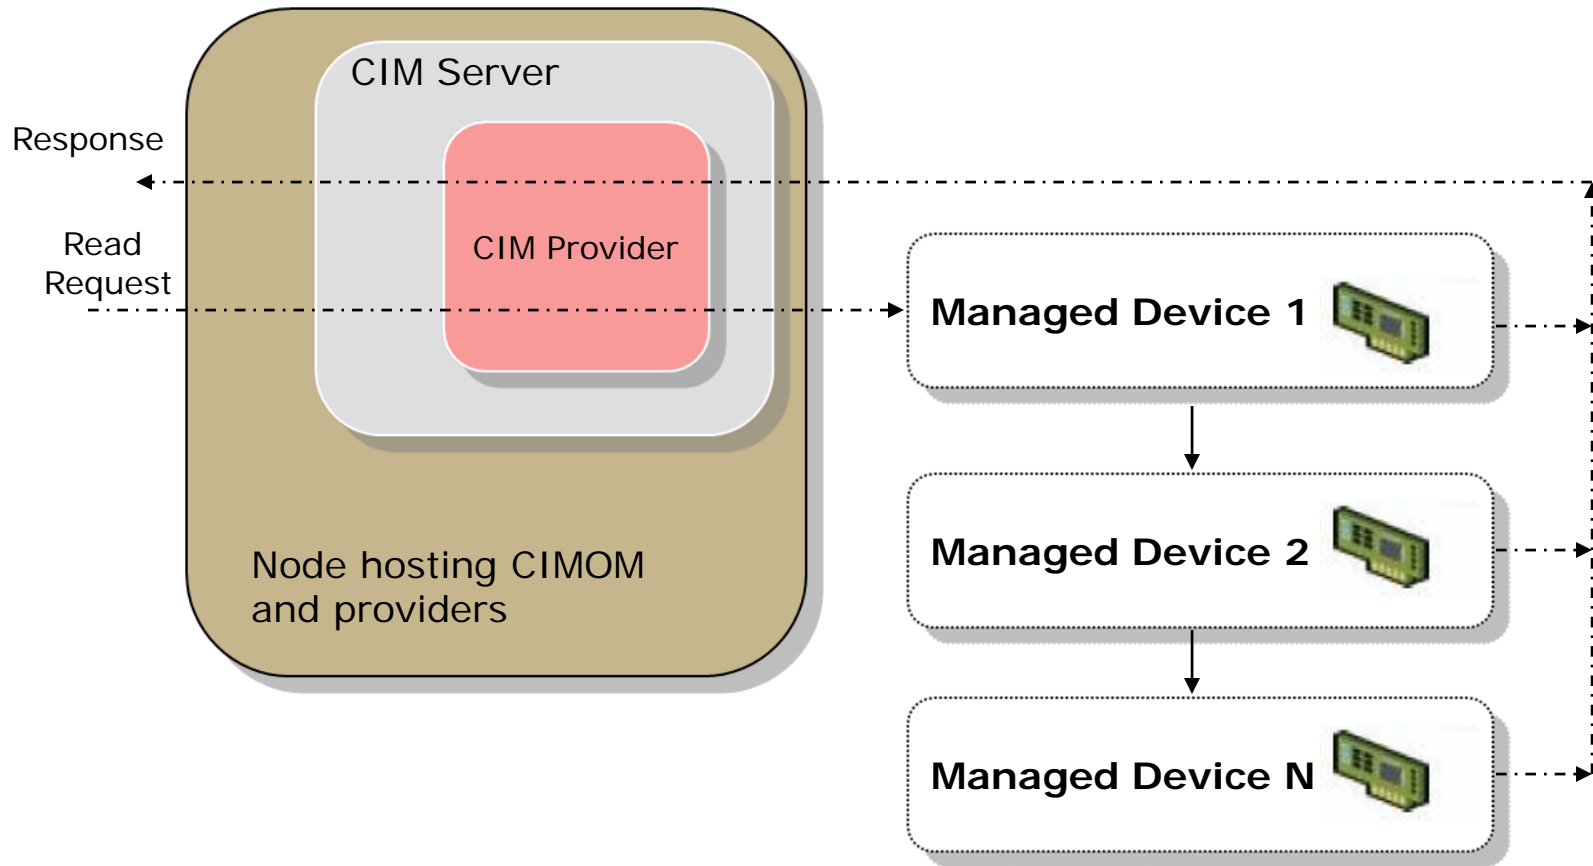 CIM Server
Response
Read
Request
CIM Provider
Managed Device 1
Managed Device 2
Node hosting CIMOM
and providers
Managed Device N